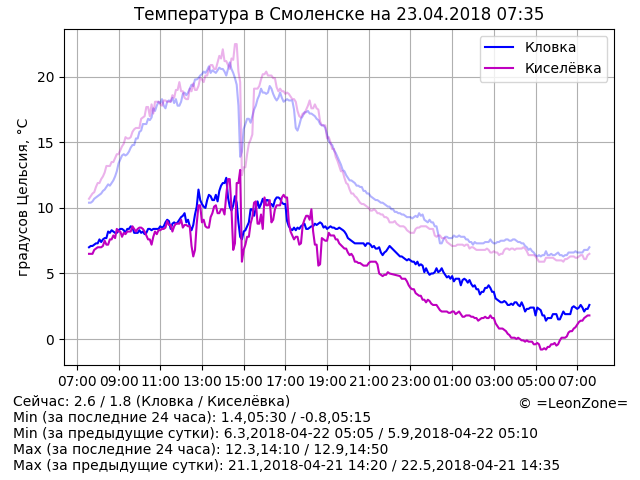 Температура в Смоленске на 23.04.2018 07:35
Кловка
Киселёвка
градусов Цельсия, °C
20
15
10
5
0
07:00 09:00 11:00 13:00 15:00 17:00 19:00 21:00 23:00 01:00 03:00 05:00 07:00
Сейчас: 2.6 / 1.8 (Кловка / Киселёвка)
© =LeonZone=
Min (за последние 24 часа): 1.4,05:30 / -0.8,05:15
Min (за предыдущие сутки): 6.3,2018-04-22 05:05 / 5.9,2018-04-22 05:10
Max (за последние 24 часа): 12.3,14:10 / 12.9,14:50
Max (за предыдущие сутки): 21.1,2018-04-21 14:20 / 22.5,2018-04-21 14:35